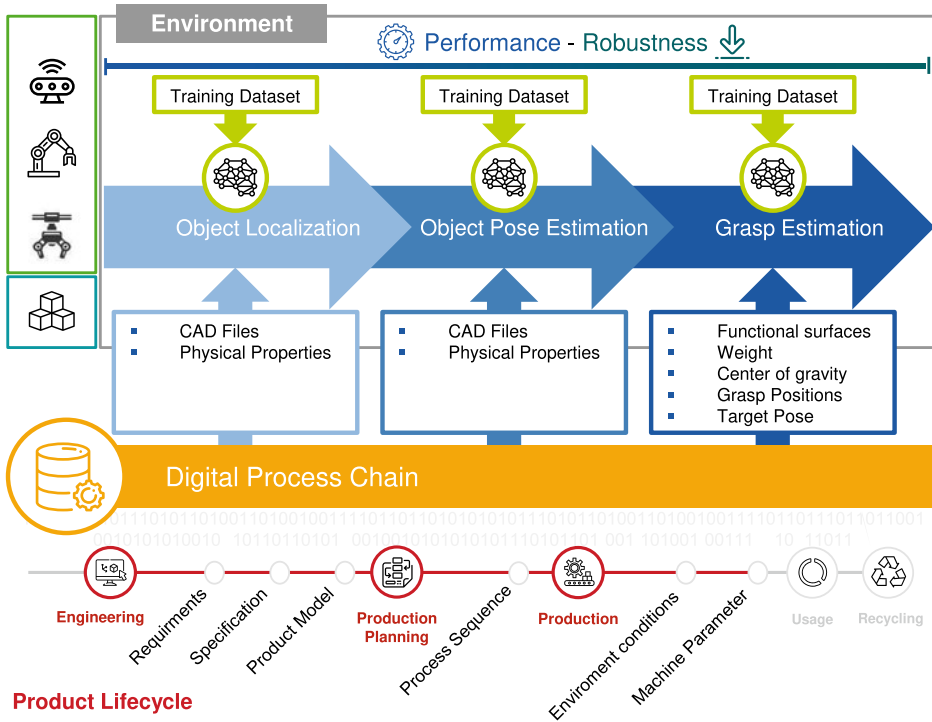 Environment
Performance - Robustness
Training Dataset
Training Dataset
Training Dataset
Object Localization
Object Pose Estimation
Grasp Estimation
▪ CAD Files
▪ Physical Properties
▪ CAD Files
▪ Physical Properties
▪ Functional surfaces
▪ Weight
▪ Center of gravity
▪ Grasp Positions
▪ Target Pose
Digital Process Chain
Engineering
Requirments
Specification
Product Model
Production
Planning
Process Sequence
Production
Enviroment conditions
Machine Parameter
Usage
Recycling
Product Lifecycle